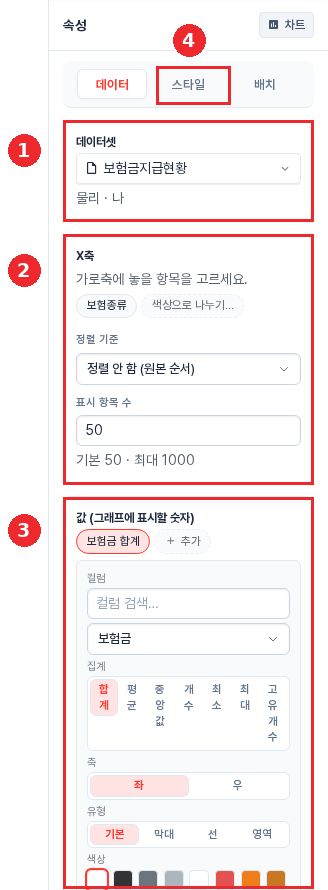 속성
차트
4
데이터
스타일
배치
1
데이터셋
보험금지급현황
물리 · 나
2
X축
가로축에 놓을 항목을 고르세요.
보험종류
색상으로 나누기...
정렬 기준
정렬 안 함 (원본 순서)
표시 항목 수
50
기본 50 · 최대 1000
3
값 (그래프에 표시할 숫자)
보험금 합계
+ 추가
컬럼
컬럼 검색...
보험금
집계
합계
평균
중앙값
개수
최소
최대
고유개수
축
좌
우
유형
기본
막대
선
영역
색상